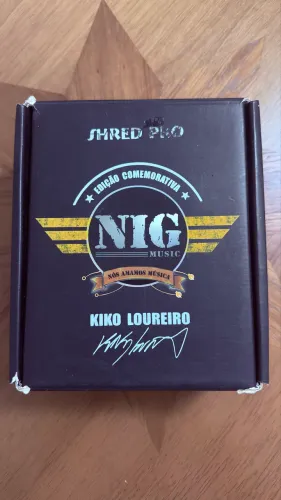 SHRED PRO
EDIÇÃO COMEMORATIVA
NIG
MUSIC
NÓS AMAMOS MÚSICA
KIKO LOUREIRO